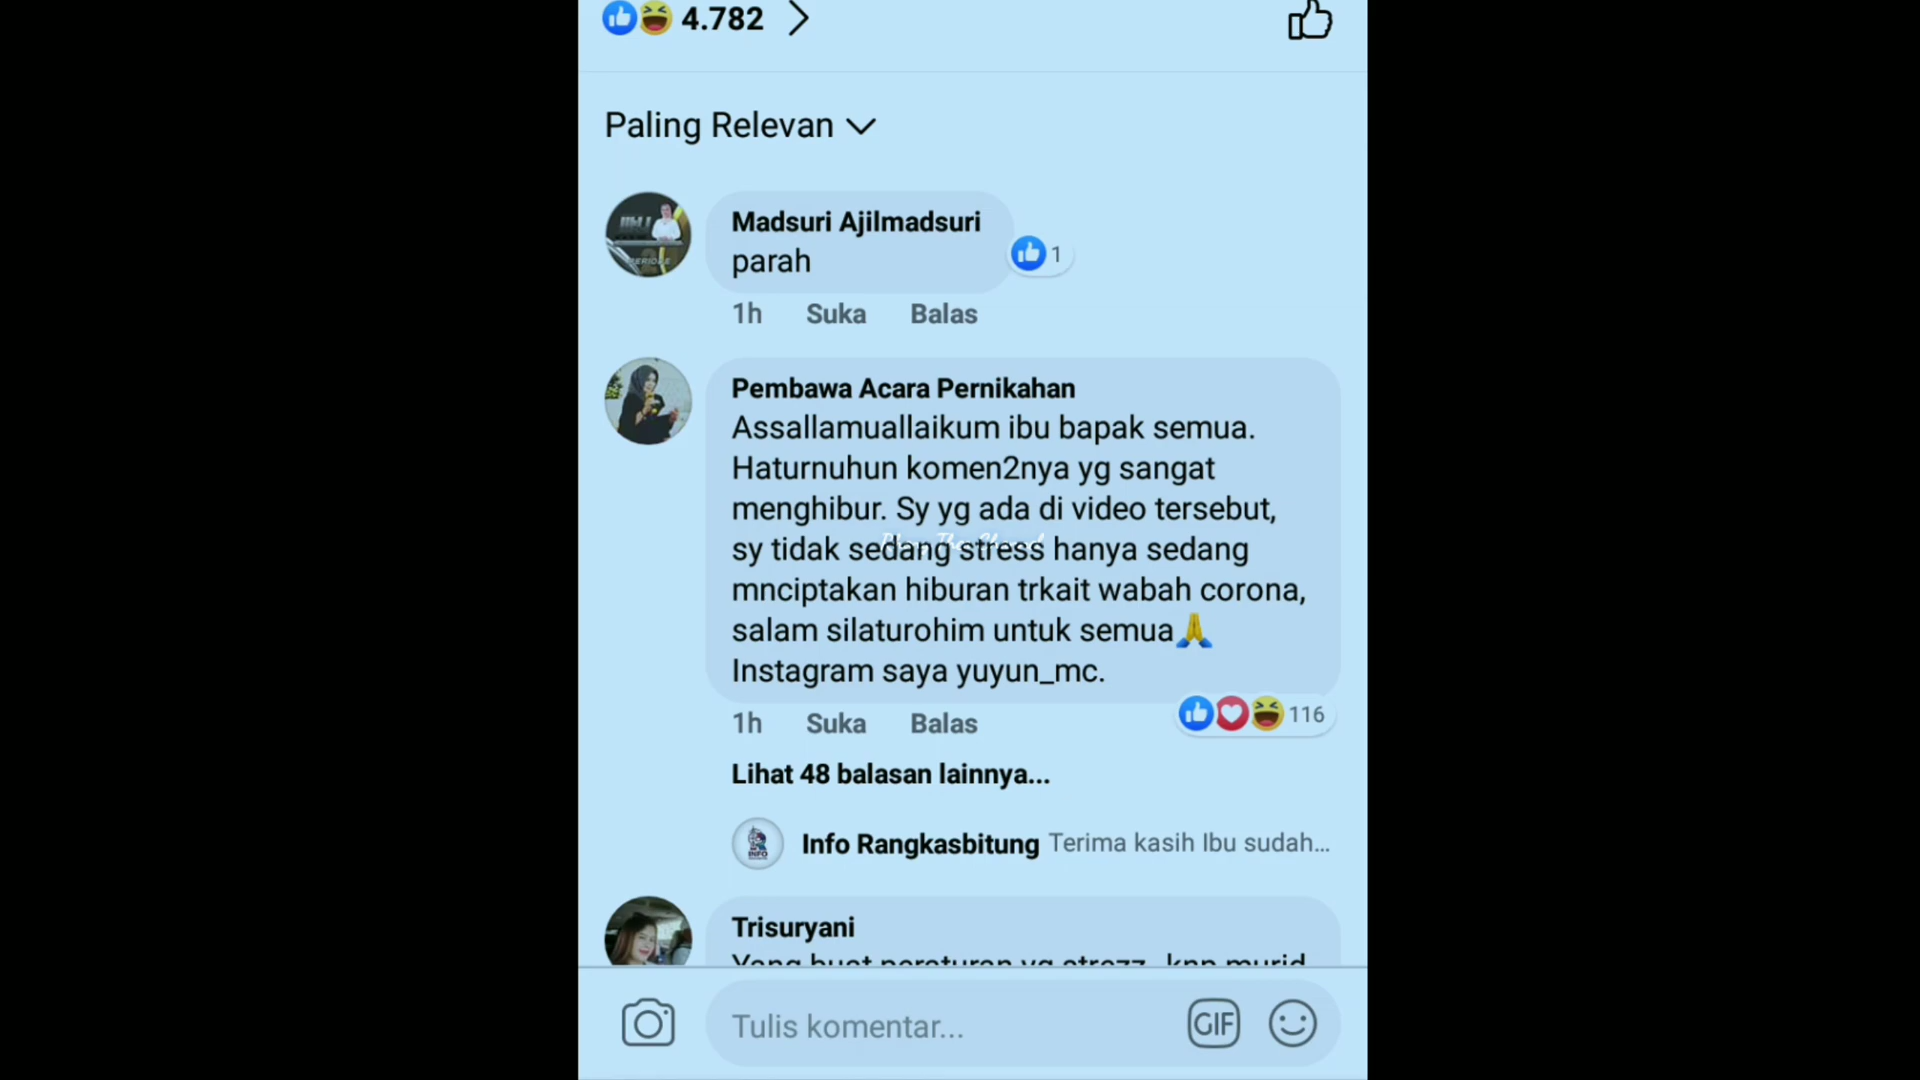 4.782
Paling Relevan
Madsuri Ajilmadsuri
parah
1
1h Suka Balas
Pembawa Acara Pernikahan
Assallamuallaikum ibu bapak semua.
Haturnuhun komen2nya yg sangat
menghibur. Sy yg ada di video tersebut,
sy tidak sedang stress hanya sedang
mnciptakan hiburan trkait wabah corona,
salam silaturohim untuk semua🙏
Instagram saya yuyun_mc.
1h Suka Balas
116
Lihat 48 balasan lainnya...
INFO
Info Rangkasbitung Terima kasih Ibu sudah...
Trisuryani
Yang buat peraturan yg strezz
Tulis komentar...
GIF